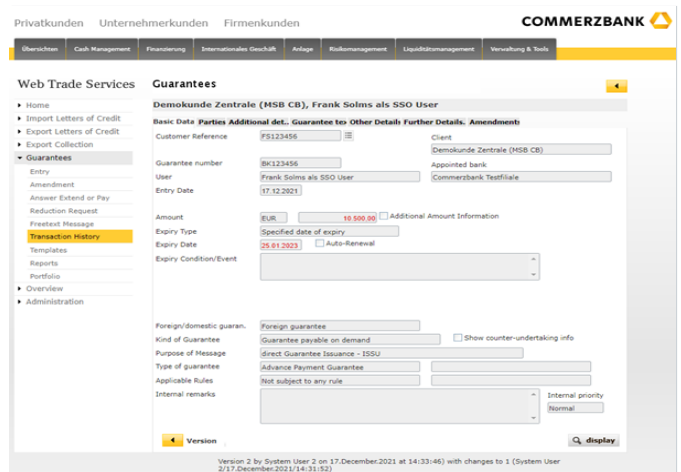 Privatkunden Unternehmerkunden Firmenkunden
COMMERZBANK
Übersichten Cash Management Finanzierung Internationales Geschäft Anlage Risikomanagement Liquiditätsmanagement Verwaltung & Tools
Web Trade Services
Home
Import Letters of Credit
Export Letters of Credit
Export Collection
Guarantees
Entry
Amendment
Answer Extend or Pay
Reduction Request
Freetext Message
Transaction History
Templates
Reports
Portfolio
Overview
Administration
Guarantees
Demokunde Zentrale (MSB CB), Frank Solms als SSO User
Basic Data Parties Additional det.. Guarantee tex Other Details Further Details. Amendments
Customer Reference FS123456
Client
Demokunde Zentrale (MSB CB)
Guarantee number BK123456
Appointed bank
User Frank Solms als SSO User Commerzbank Testfiliale
Entry Date 17.12.2021
Amount EUR 10 500.00 Additional Amount Information
Expiry Type Specified date of expiry
Expiry Date 25.01.2023 Auto-Renewal
Expiry Condition/Event
Foreign/domestic guaran. Foreign guarantee
Kind of Guarantee Guarantee payable on demand Show counter-undertaking info
Purpose of Message direct Guarantee Issuance - ISSU
Type of guarantee Advance Payment Guarantee
Applicable Rules Not subject to any rule
Internal remarks
Internal priority
Normal
Version
display
Version 2 by System User 2 on 17.December.2021 at 14:33:46) with changes to 1 (System User
2/17.December.2021/14:31:52)